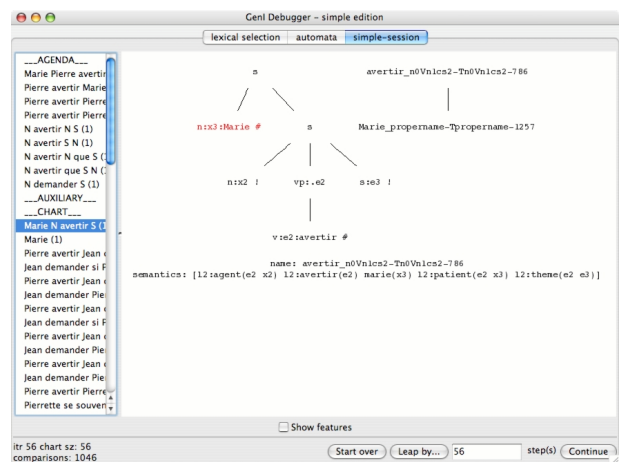 GenI Debugger – simple edition
lexical selection automata simple-session
___AGENDA___
Marie Pierre avertir
Pierre avertir Marie
Pierre avertir Pierre
Pierre avertir Pierre
N avertir N S (1)
N avertir S N (1)
N avertir N que S (
N avertir que S N (
N demander S (1)
___AUXILIARY___
___CHART___
Marie N avertir S (1
Marie (1)
Pierre avertir Jean
Jean demander si P
Pierre avertir Jean
Jean demander Pie
Pierre avertir Jean
Jean demander si P
Pierre avertir Jean
Jean demander Pie
Pierre avertir Jean
Jean demander Pie
Pierre avertir Pierre
Pierrette se souven
s avertir_n0Vn1cs2-Tn0Vn1cs2-786
n:x3:Marie # s Marie_propername-Tpropername-1257
n:x2 ! vp:.e2 s:e3 !
v:e2:avertir #
name: avertir_n0Vn1cs2-Tn0Vn1cs2-786
semantics: [l2:agent(e2 x2) l2:avertir(e2) marie(x3) l2:patient(e2 x3) l2:theme(e2 e3)]
Show features
itr 56 chart sz: 56
comparisons: 1046
Start over Leap by... 56 step(s) Continue